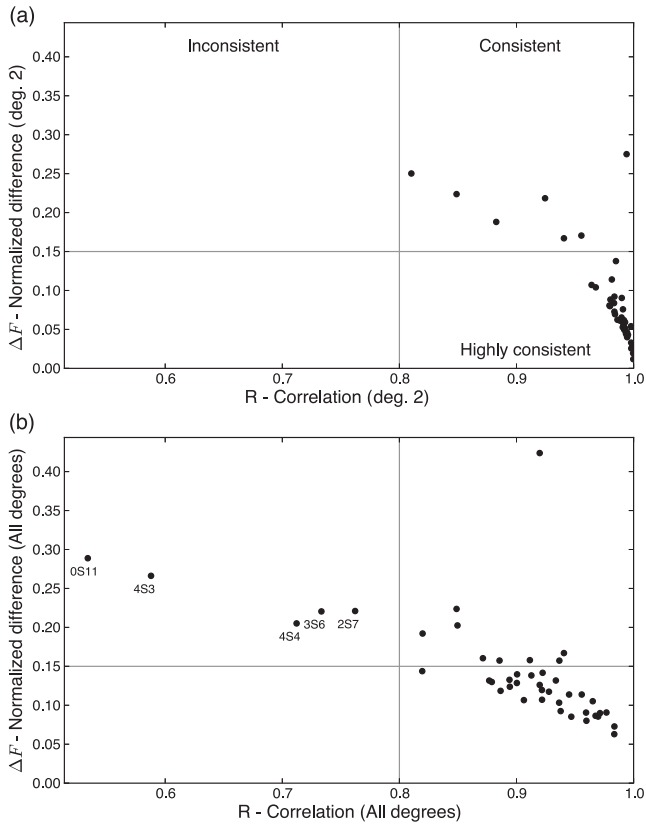 (a)
Inconsistent Consistent
0.40
0.35
0.30
0.25
0.20
0.15
0.10
0.05
0.00
ΔF - Normalized difference (deg. 2)
Highly consistent
0.6 0.7 0.8 0.9 1.0
R - Correlation (deg. 2)
(b)
0.40
0.35
0.30
0.25
0.20
0.15
0.10
0.05
0.00
ΔF - Normalized difference (All degrees)
0S11
4S3
4S4
3S6
2S7
0.6 0.7 0.8 0.9 1.0
R - Correlation (All degrees)